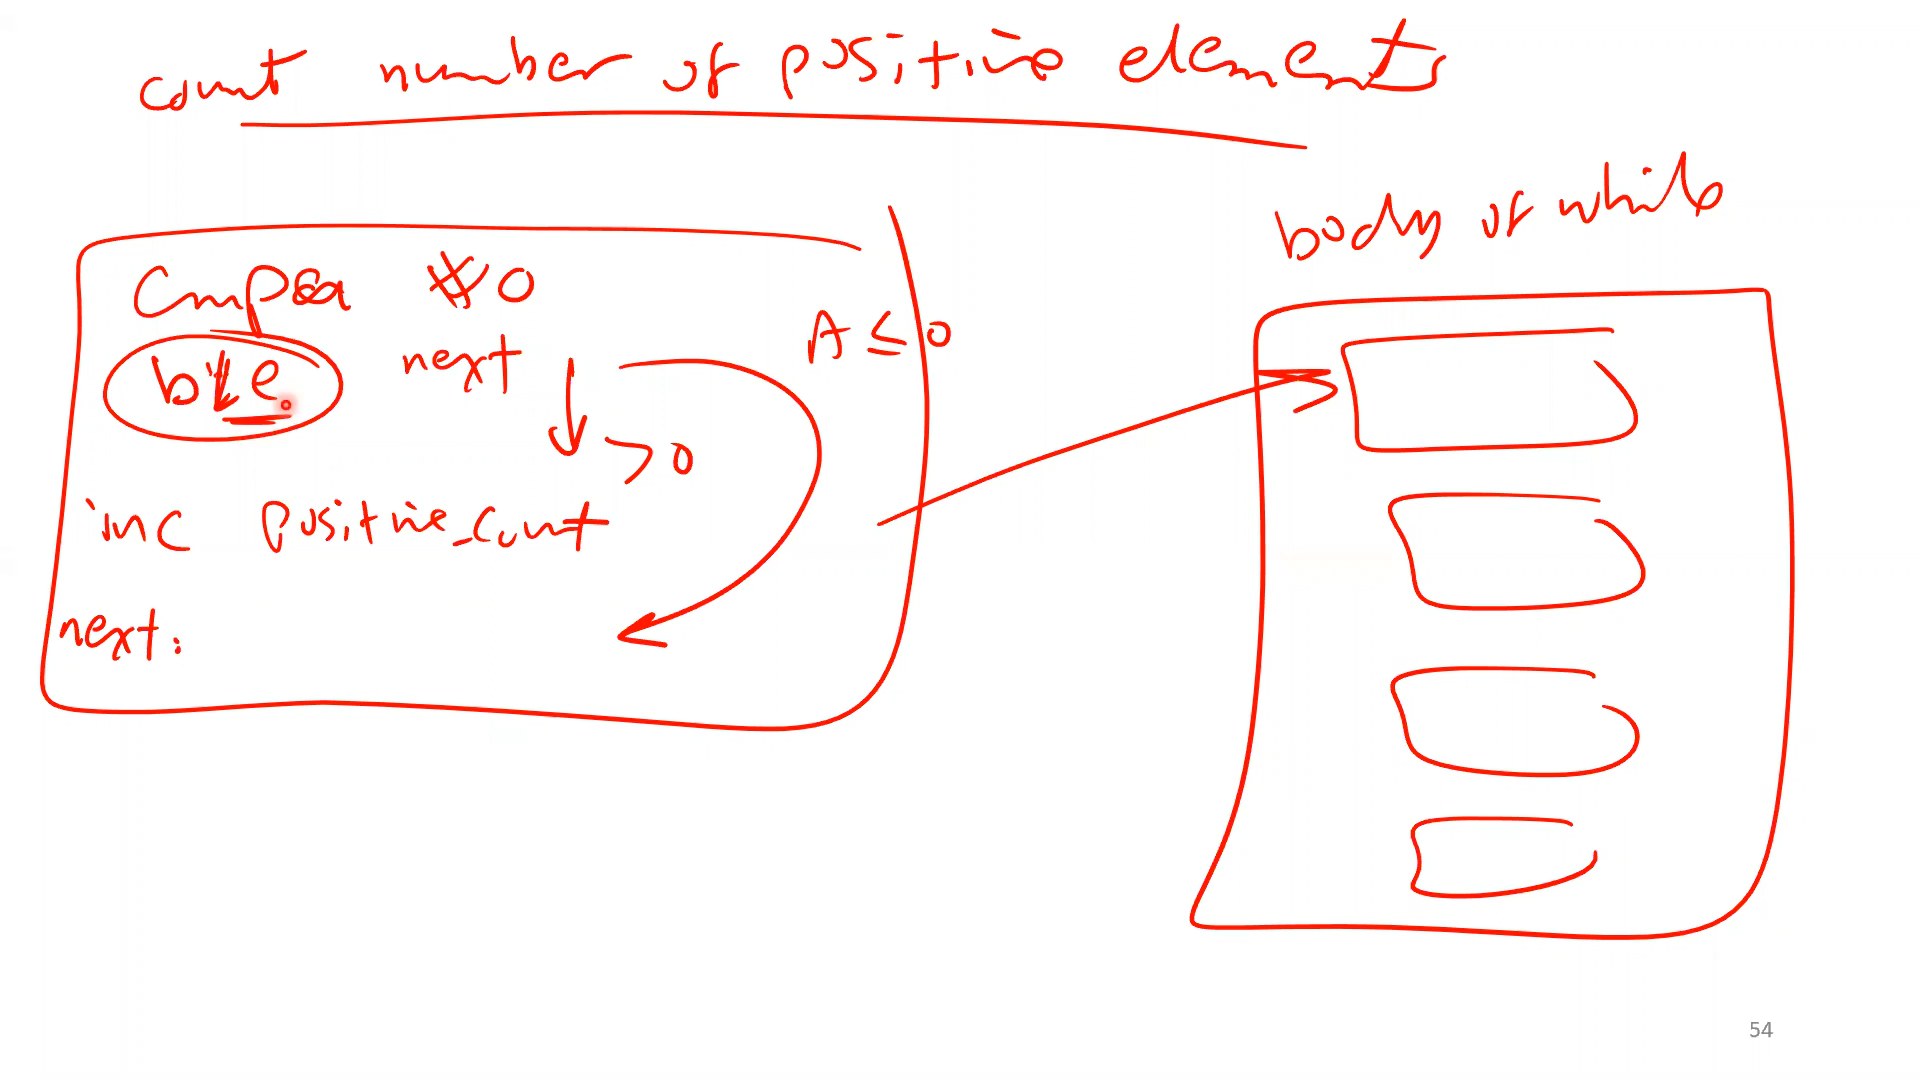 count number of positive elements
body of while
Cmpa #0
ble next
A ≤ 0
>0
inc positive_count
next:
54